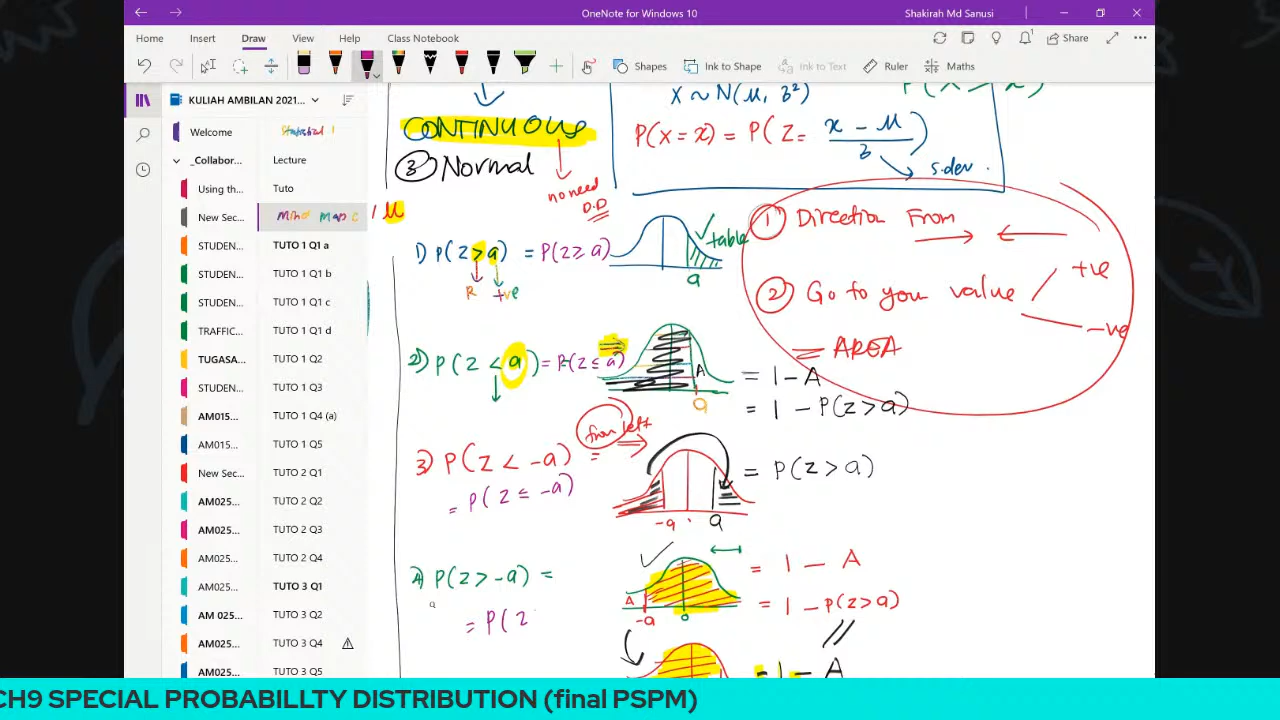 OneNote for Windows 10
Shakirah Md Sanusi
Home Insert Draw View Help Class Notebook
Share
Shapes Ink to Shape Ink to Text Ruler Maths
KULIAH AMBILAN 2021...
Welcome
_Collabor...
Using th...
New Sec...
STUDEN...
STUDEN...
STUDEN...
TRAFFIC...
TUGASA...
STUDEN...
AM015...
AM015...
New Sec...
AM025...
AM025...
AM025...
AM025...
AM 025...
AM025...
AM025...
Lecture
Tuto
Mind Map C
TUTO 1 Q1 a
TUTO 1 Q1 b
TUTO 1 Q1 c
TUTO 1 Q1 d
TUTO 1 Q2
TUTO 1 Q3
TUTO 1 Q4 (a)
TUTO 1 Q5
TUTO 2 Q1
TUTO 2 Q2
TUTO 2 Q3
TUTO 2 Q4
TUTO 3 Q1
TUTO 3 Q2
TUTO 3 Q4
TUTO 3 Q5
CONTINUOUS
③ Normal
no need
D.D
P(X = x) = P(Z = x - μ / σ)
s.dev.
1) P(Z > a) = P(Z ≥ a)
R +ve
table
a
① Direction From
② Go to you value
+ve
-ve
= AREA
2) P(Z < a) = P(Z ≤ a)
A
a
= 1 - A
= 1 - P(Z > a)
from left
3) P(Z < -a) =
= P(Z ≤ -a)
-a a
= P(Z > a)
4) P(Z > -a) =
= P(Z
A
-a 0
= 1 - A
= 1 - P(Z > a)
= 1 - A
CH9 SPECIAL PROBABILLTY DISTRIBUTION (final PSPM)